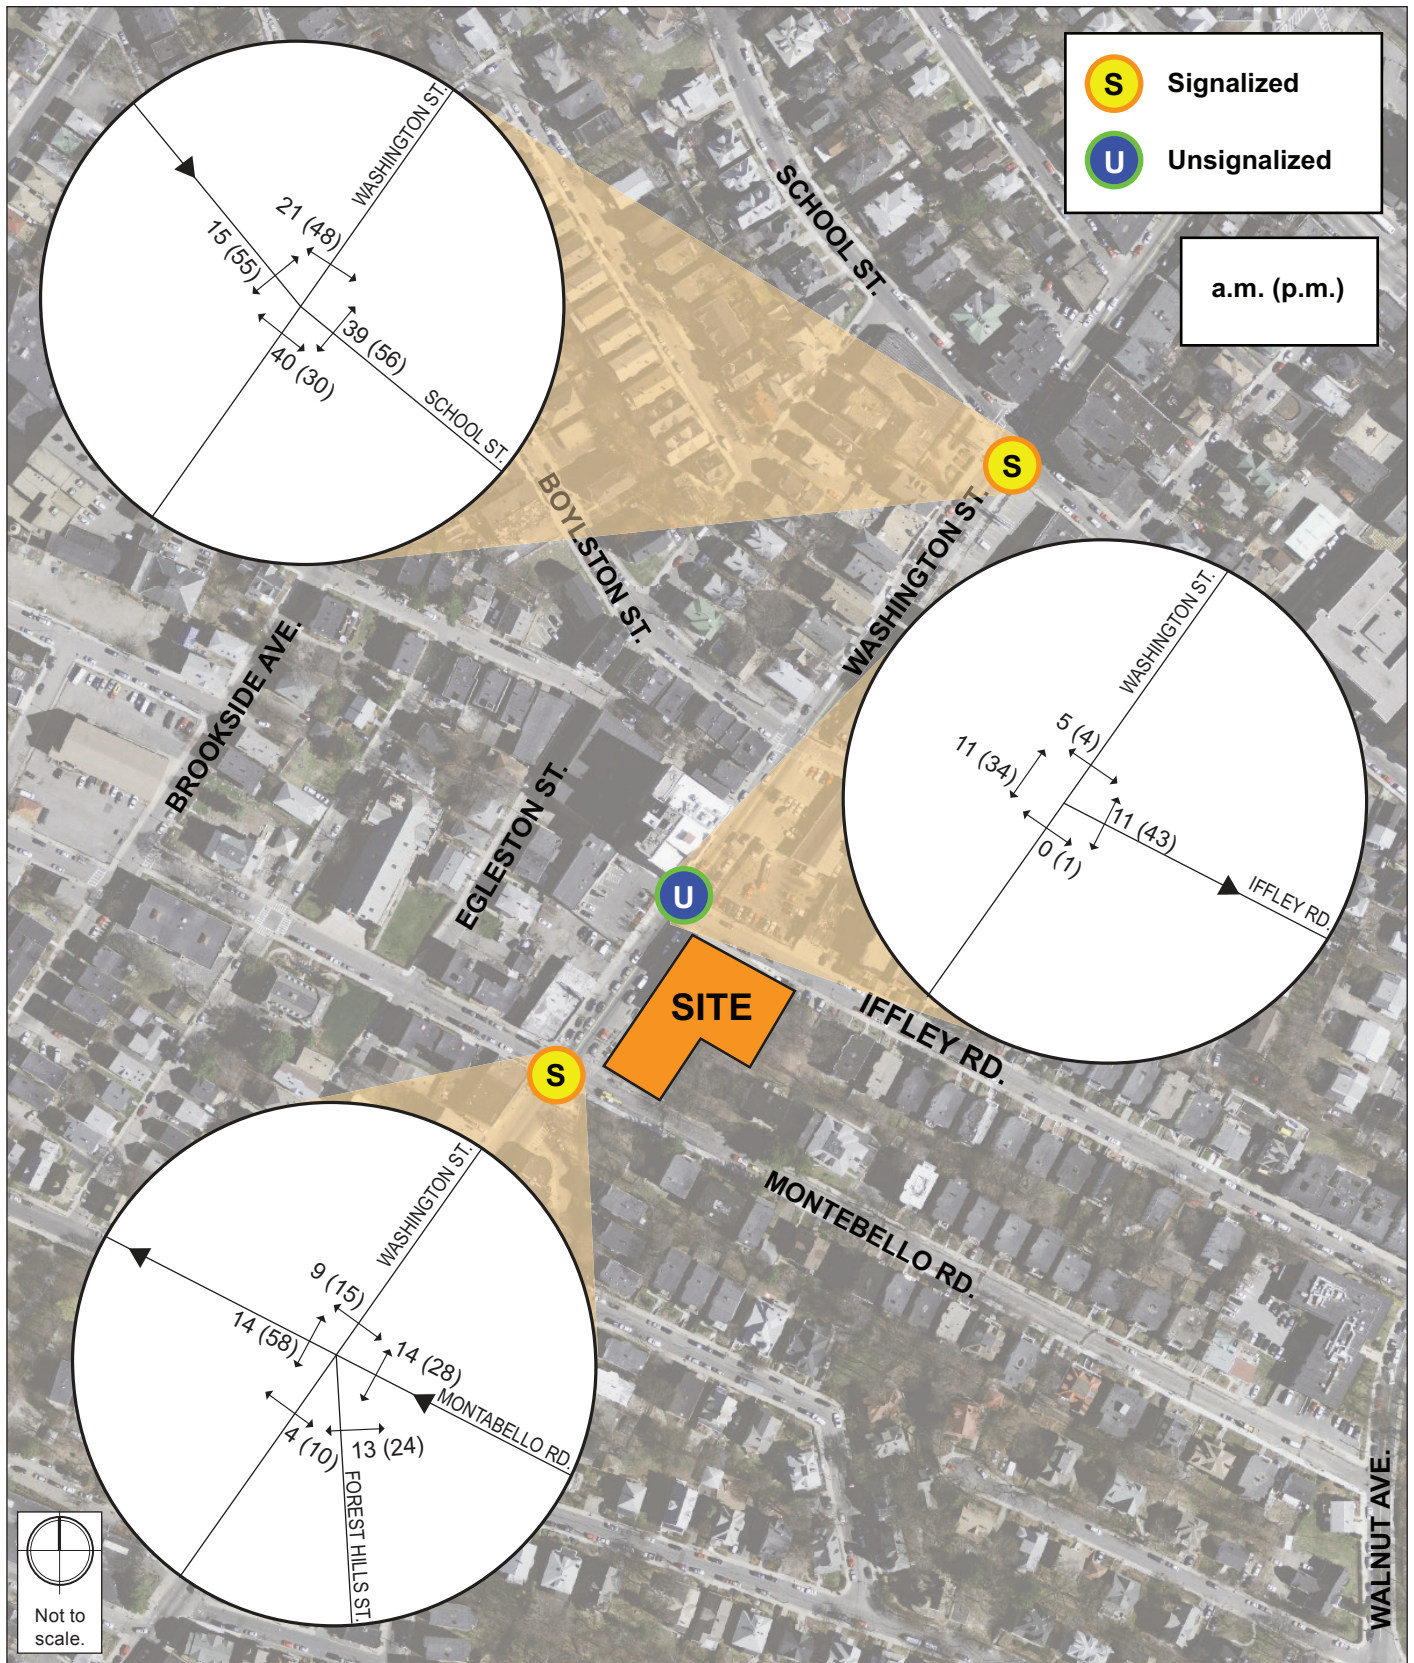 S Signalized
U Unsignalized
a.m. (p.m.)
WASHINGTON ST.
21 (48)
15 (55)
39 (56)
40 (30)
SCHOOL ST.
SCHOOL ST.
S
BOYLSTON ST.
WASHINGTON ST.
BROOKSIDE AVE.
EGLESTON ST.
WASHINGTON ST.
5 (4)
11 (34)
11 (43)
0 (1)
IFFLEY RD.
U
SITE
IFFLEY RD.
S
MONTEBELLO RD.
WASHINGTON ST.
9 (15)
14 (58)
14 (28)
MONTABELLO RD.
4 (10)
13 (24)
FOREST HILLS ST.
WALNUT AVE.
Not to
scale.